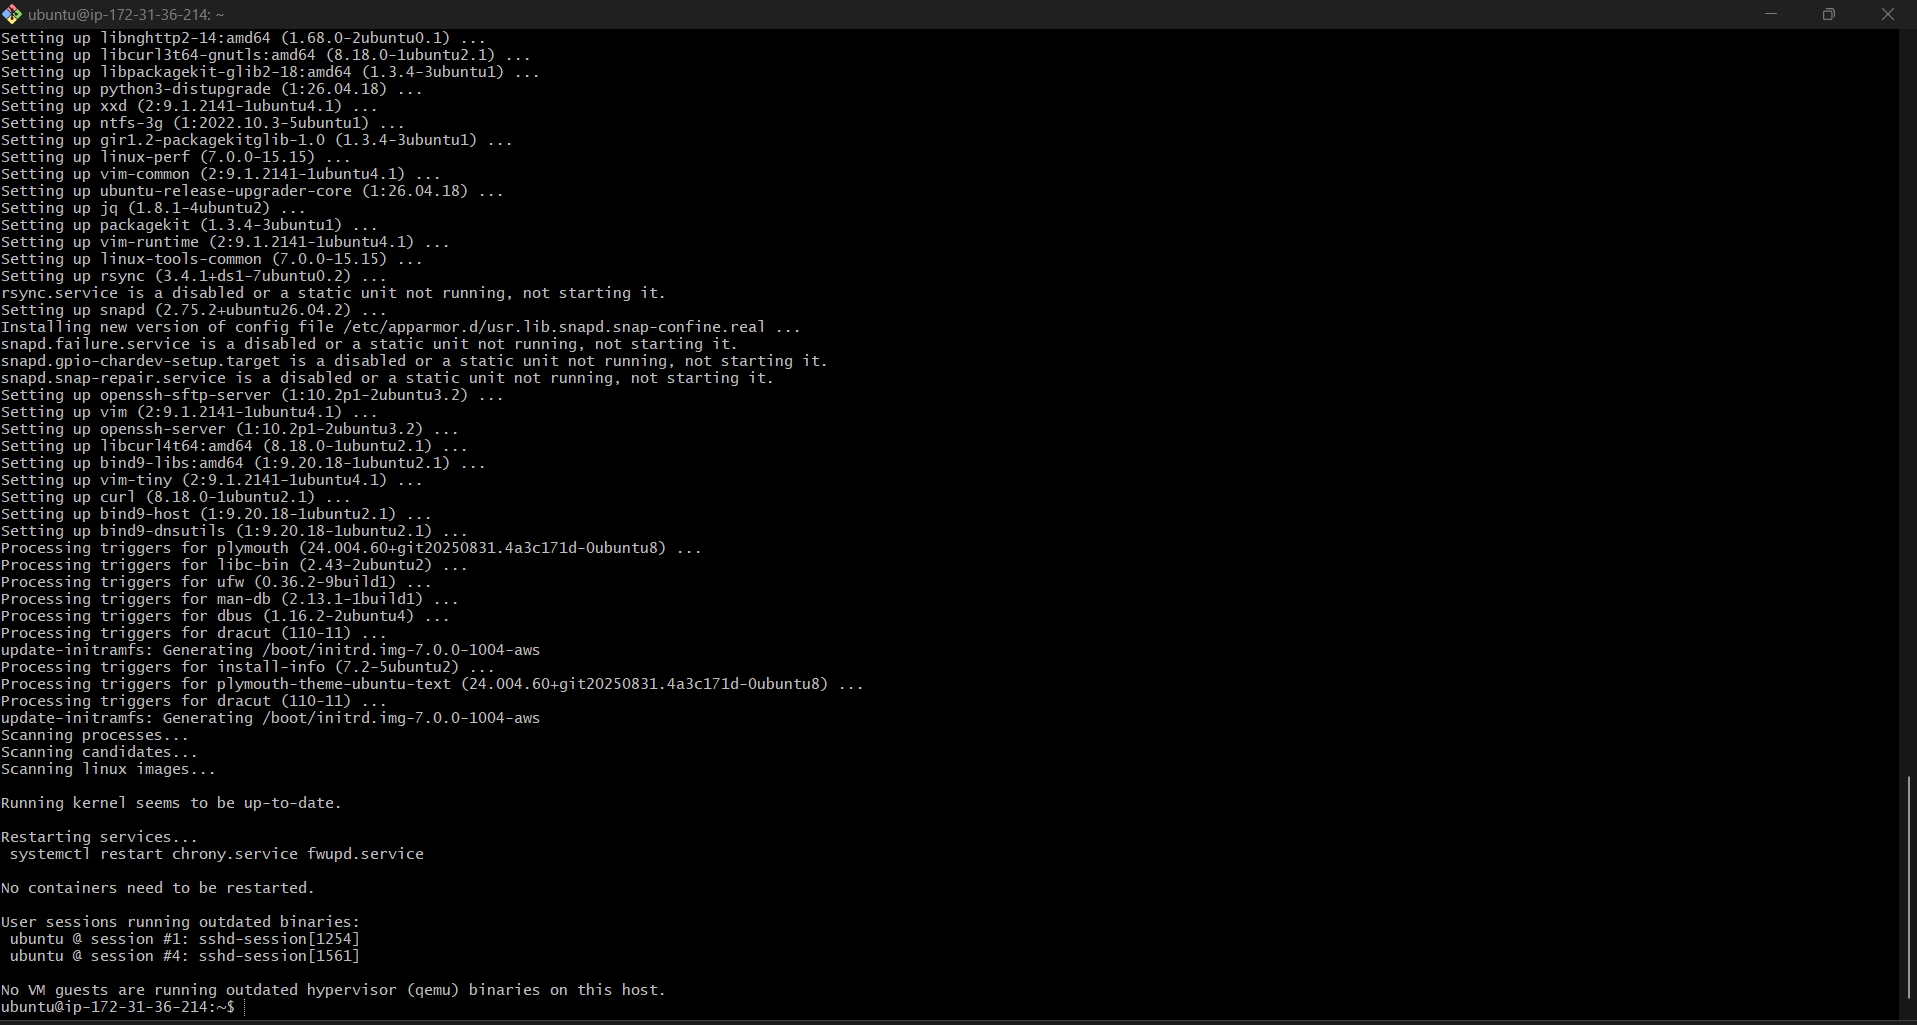 ubuntu@ip-172-31-36-214: ~
Setting up libnghttp2-14:amd64 (1.68.0-2ubuntu0.1) ...
Setting up libcurl3t64-gnutls:amd64 (8.18.0-1ubuntu2.1) ...
Setting up libpackagekit-glib2-18:amd64 (1.3.4-3ubuntu1) ...
Setting up python3-distupgrade (1:26.04.18) ...
Setting up xxd (2:9.1.2141-1ubuntu4.1) ...
Setting up ntfs-3g (1:2022.10.3-5ubuntu1) ...
Setting up gir1.2-packagekitglib-1.0 (1.3.4-3ubuntu1) ...
Setting up linux-perf (7.0.0-15.15) ...
Setting up vim-common (2:9.1.2141-1ubuntu4.1) ...
Setting up ubuntu-release-upgrader-core (1:26.04.18) ...
Setting up jq (1.8.1-4ubuntu2) ...
Setting up packagekit (1.3.4-3ubuntu1) ...
Setting up vim-runtime (2:9.1.2141-1ubuntu4.1) ...
Setting up linux-tools-common (7.0.0-15.15) ...
Setting up rsync (3.4.1+ds1-7ubuntu0.2) ...
rsync.service is a disabled or a static unit not running, not starting it.
Setting up snapd (2.75.2+ubuntu26.04.2) ...
Installing new version of config file /etc/apparmor.d/usr.lib.snapd.snap-confine.real ...
snapd.failure.service is a disabled or a static unit not running, not starting it.
snapd.gpio-chardev-setup.target is a disabled or a static unit not running, not starting it.
snapd.snap-repair.service is a disabled or a static unit not running, not starting it.
Setting up openssh-sftp-server (1:10.2p1-2ubuntu3.2) ...
Setting up vim (2:9.1.2141-1ubuntu4.1) ...
Setting up openssh-server (1:10.2p1-2ubuntu3.2) ...
Setting up libcurl4t64:amd64 (8.18.0-1ubuntu2.1) ...
Setting up bind9-libs:amd64 (1:9.20.18-1ubuntu2.1) ...
Setting up vim-tiny (2:9.1.2141-1ubuntu4.1) ...
Setting up curl (8.18.0-1ubuntu2.1) ...
Setting up bind9-host (1:9.20.18-1ubuntu2.1) ...
Setting up bind9-dnsutils (1:9.20.18-1ubuntu2.1) ...
Processing triggers for plymouth (24.004.60+git20250831.4a3c171d-0ubuntu8) ...
Processing triggers for libc-bin (2.43-2ubuntu2) ...
Processing triggers for ufw (0.36.2-9build1) ...
Processing triggers for man-db (2.13.1-1build1) ...
Processing triggers for dbus (1.16.2-2ubuntu4) ...
Processing triggers for dracut (110-11) ...
update-initramfs: Generating /boot/initrd.img-7.0.0-1004-aws
Processing triggers for install-info (7.2-5ubuntu2) ...
Processing triggers for plymouth-theme-ubuntu-text (24.004.60+git20250831.4a3c171d-0ubuntu8) ...
Processing triggers for dracut (110-11) ...
update-initramfs: Generating /boot/initrd.img-7.0.0-1004-aws
Scanning processes...
Scanning candidates...
Scanning linux images...
Running kernel seems to be up-to-date.
Restarting services...
systemctl restart chrony.service fwupd.service
No containers need to be restarted.
User sessions running outdated binaries:
ubuntu @ session #1: sshd-session[1254]
ubuntu @ session #4: sshd-session[1561]
No VM guests are running outdated hypervisor (qemu) binaries on this host.
ubuntu@ip-172-31-36-214:~$